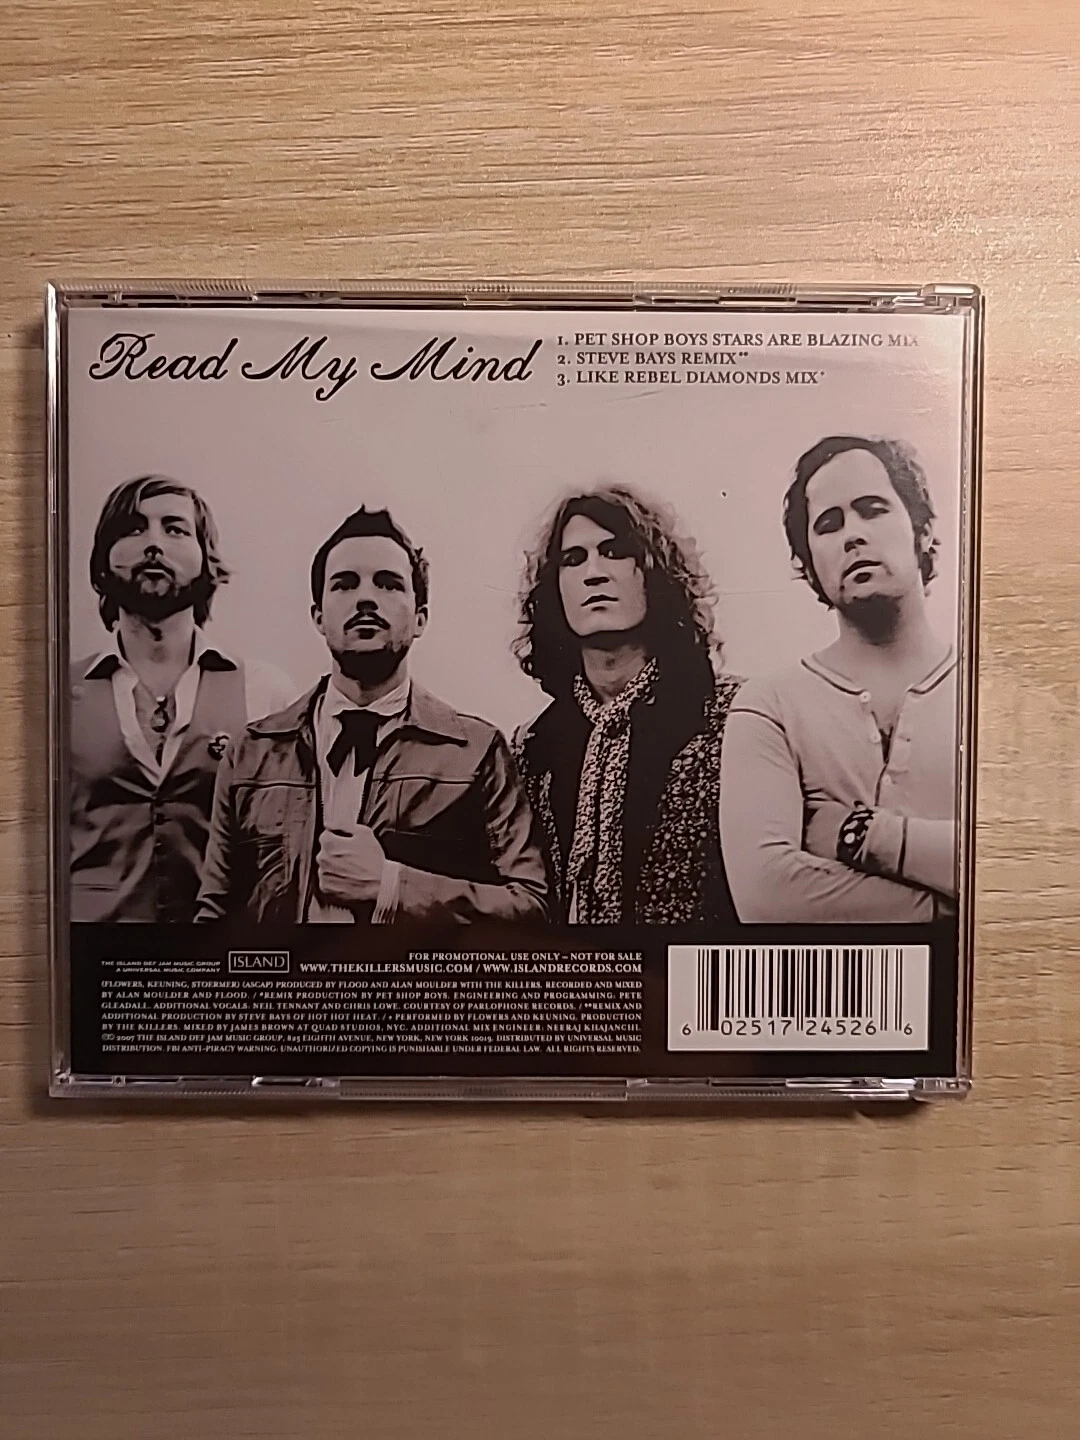 Read My Mind
1. PET SHOP BOYS STARS ARE BLAZING MIX
2. STEVE BAYS REMIX**
3. LIKE REBEL DIAMONDS MIX+
THE ISLAND DEF JAM MUSIC GROUP
A UNIVERSAL MUSIC COMPANY
ISLAND
FOR PROMOTIONAL USE ONLY – NOT FOR SALE
WWW.THEKILLERSMUSIC.COM / WWW.ISLANDRECORDS.COM
(FLOWERS, KEUNING, STOERMER) (ASCAP) PRODUCED BY FLOOD AND ALAN MOULDER WITH THE KILLERS. RECORDED AND MIXED
BY ALAN MOULDER AND FLOOD. / *REMIX PRODUCTION BY PET SHOP BOYS. ENGINEERING AND PROGRAMMING: PETE
GLEADALL. ADDITIONAL VOCALS: NEIL TENNANT AND CHRIS LOWE. COURTESY OF PARLOPHONE RECORDS. / **REMIX AND
ADDITIONAL PRODUCTION BY STEVE BAYS OF HOT HOT HEAT. / + PERFORMED BY FLOWERS AND KEUNING. PRODUCTION
BY THE KILLERS. MIXED BY JAMES BROWN AT QUAD STUDIOS, NYC. ADDITIONAL MIX ENGINEER: NEERAJ KHAJANCHI.
℗© 2007 THE ISLAND DEF JAM MUSIC GROUP, 825 EIGHTH AVENUE, NEW YORK, NEW YORK 10019. DISTRIBUTED BY UNIVERSAL MUSIC
DISTRIBUTION. FBI ANTI-PIRACY WARNING: UNAUTHORIZED COPYING IS PUNISHABLE UNDER FEDERAL LAW. ALL RIGHTS RESERVED.
6 02517 24526 6